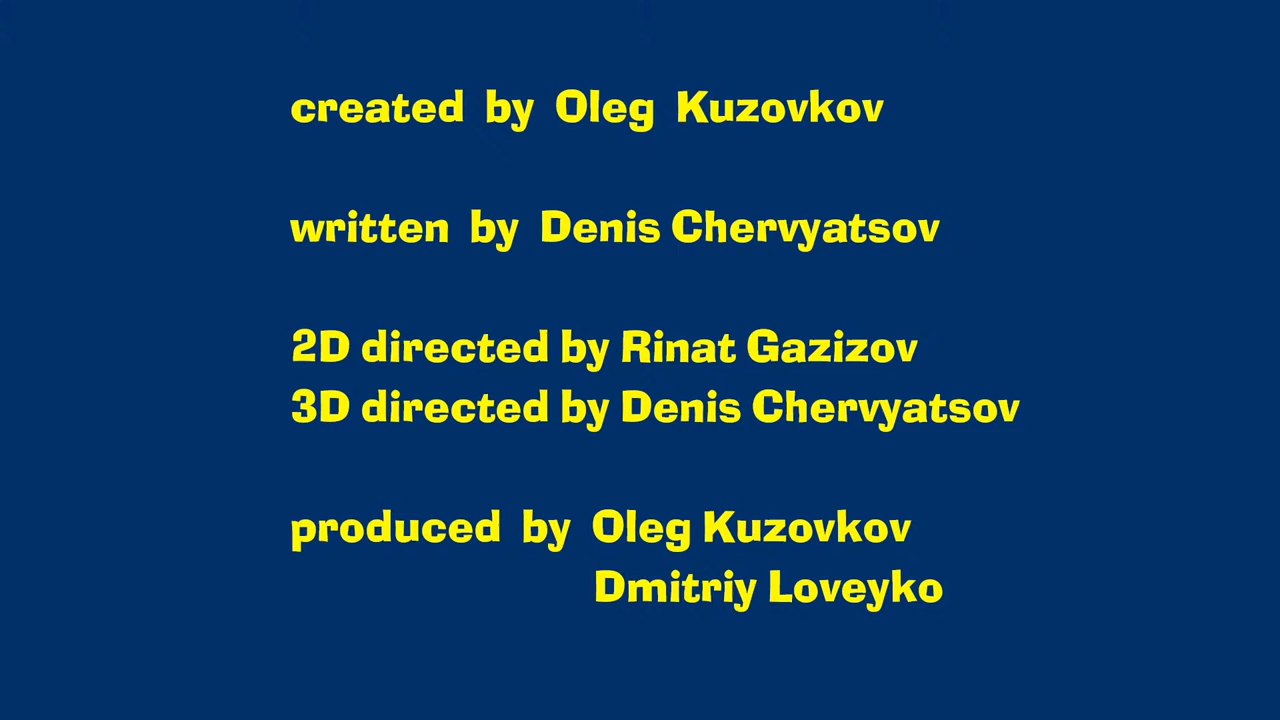 created by Oleg Kuzovkov
written by Denis Chervyatsov
2D directed by Rinat Gazizov
3D directed by Denis Chervyatsov
produced by Oleg Kuzovkov
Dmitriy Loveyko